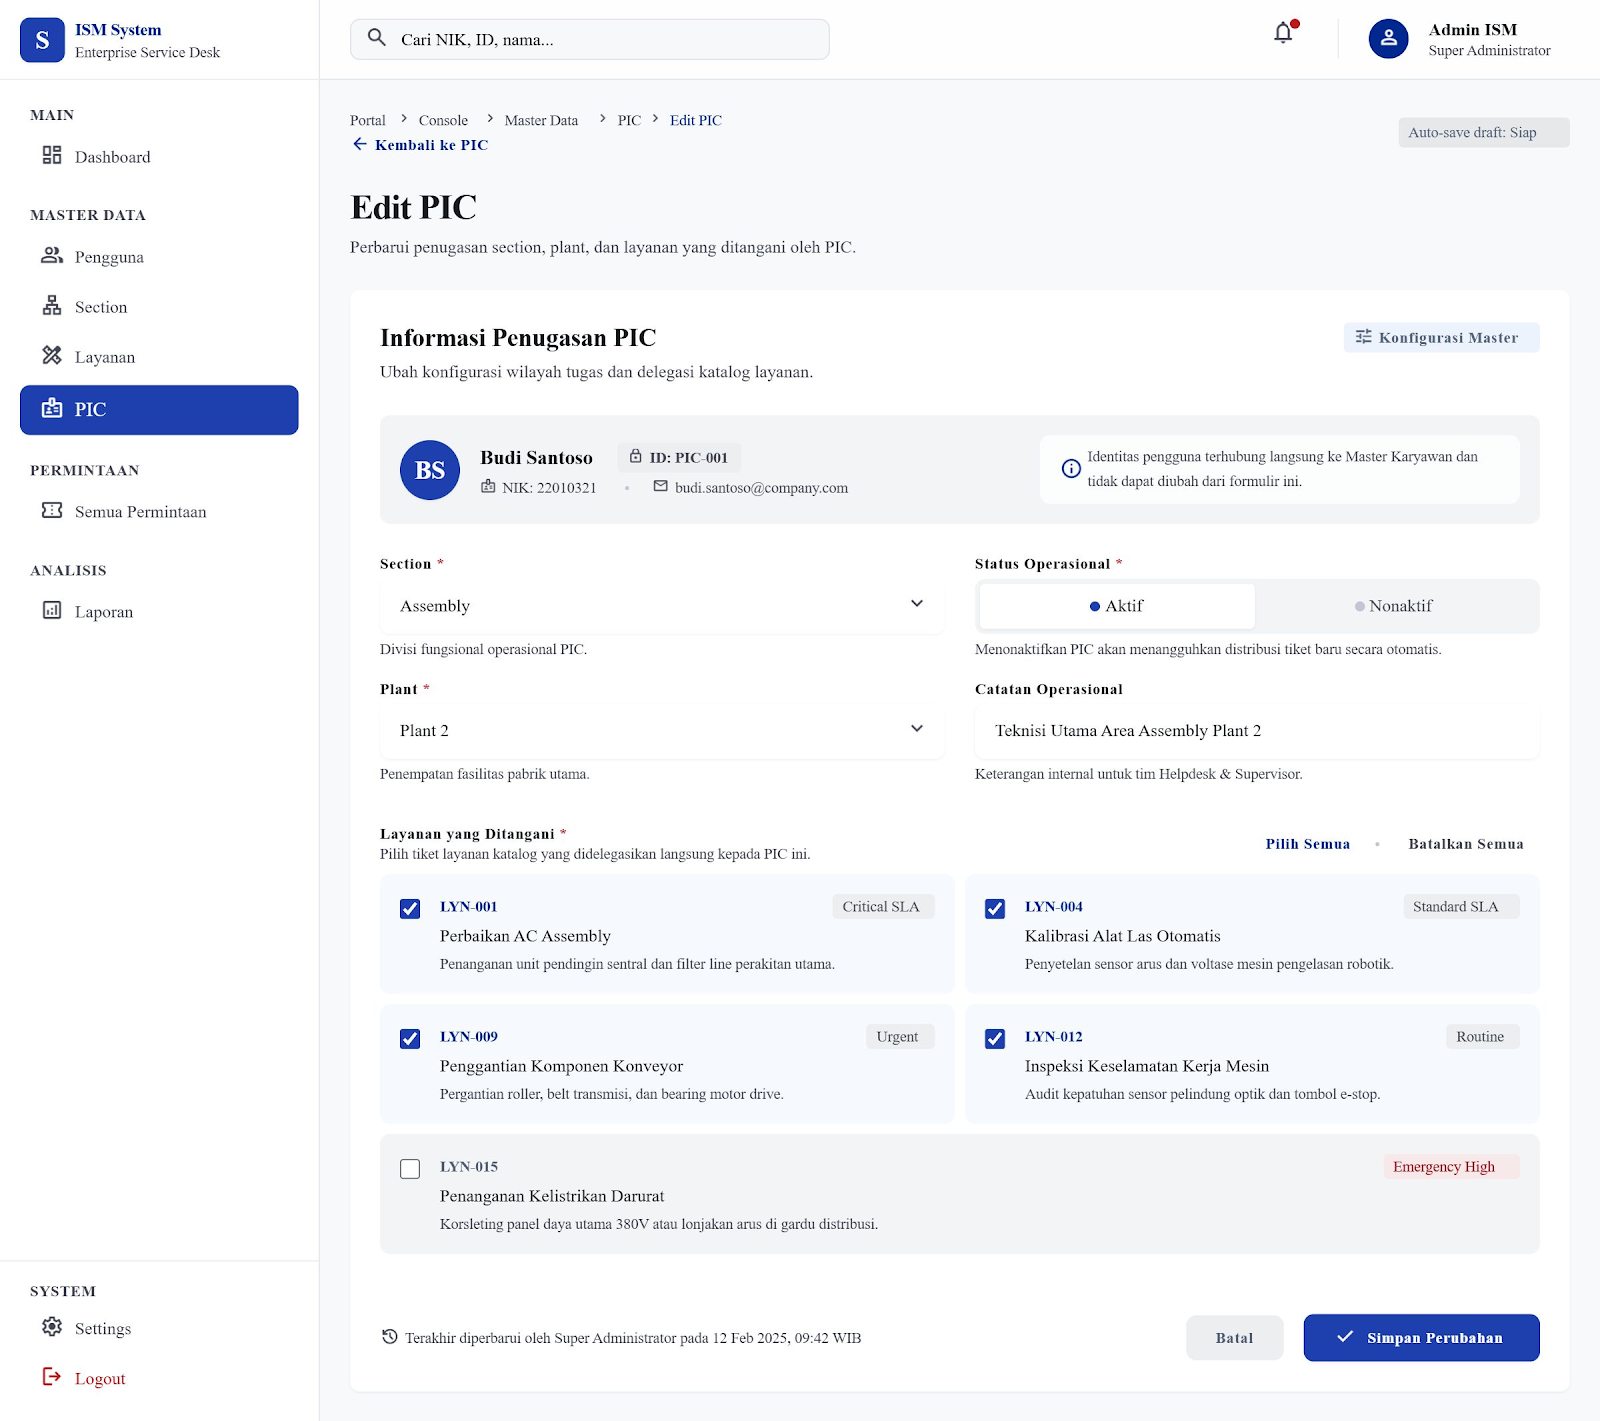 S
ISM System
Enterprise Service Desk
MAIN
Dashboard
MASTER DATA
Pengguna
Section
Layanan
PIC
PERMINTAAN
Semua Permintaan
ANALISIS
Laporan
SYSTEM
Settings
Logout
Cari NIK, ID, nama...
Admin ISM
Super Administrator
Portal > Console > Master Data > PIC > Edit PIC
Kembali ke PIC
Auto-save draft: Siap
Edit PIC
Perbarui penugasan section, plant, dan layanan yang ditangani oleh PIC.
Informasi Penugasan PIC
Ubah konfigurasi wilayah tugas dan delegasi katalog layanan.
Konfigurasi Master
BS
Budi Santoso
ID: PIC-001
NIK: 22010321 • budi.santoso@company.com
Identitas pengguna terhubung langsung ke Master Karyawan dan
tidak dapat diubah dari formulir ini.
Section *
Assembly
Divisi fungsional operasional PIC.
Status Operasional *
Aktif
Nonaktif
Menonaktifkan PIC akan menangguhkan distribusi tiket baru secara otomatis.
Plant *
Plant 2
Penempatan fasilitas pabrik utama.
Catatan Operasional
Teknisi Utama Area Assembly Plant 2
Keterangan internal untuk tim Helpdesk & Supervisor.
Layanan yang Ditangani *
Pilih tiket layanan katalog yang didelegasikan langsung kepada PIC ini.
Pilih Semua • Batalkan Semua
LYN-001
Critical SLA
Perbaikan AC Assembly
Penanganan unit pendingin sentral dan filter line perakitan utama.
LYN-004
Standard SLA
Kalibrasi Alat Las Otomatis
Penyetelan sensor arus dan voltase mesin pengelasan robotik.
LYN-009
Urgent
Penggantian Komponen Konveyor
Pergantian roller, belt transmisi, dan bearing motor drive.
LYN-012
Routine
Inspeksi Keselamatan Kerja Mesin
Audit kepatuhan sensor pelindung optik dan tombol e-stop.
LYN-015
Emergency High
Penanganan Kelistrikan Darurat
Korsleting panel daya utama 380V atau lonjakan arus di gardu distribusi.
Terakhir diperbarui oleh Super Administrator pada 12 Feb 2025, 09:42 WIB
Batal
Simpan Perubahan